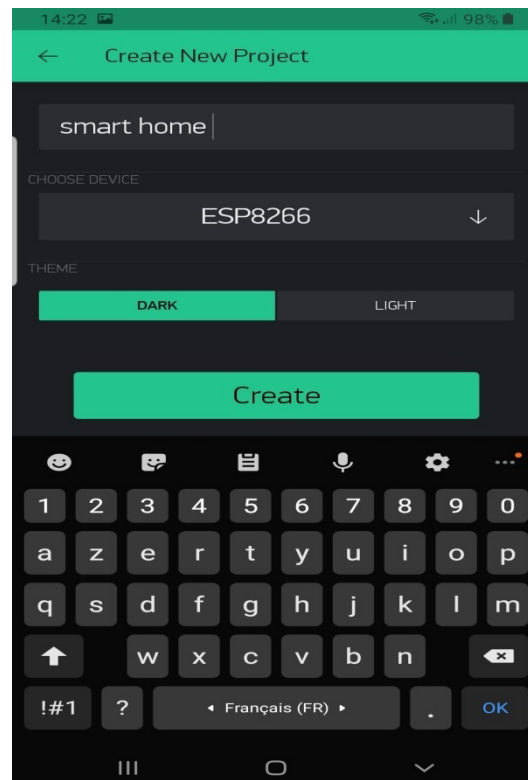 14:22 98%
Create New Project
smart home
CHOOSE DEVICE
ESP8266
THEME
DARK LIGHT
Create
1 2 3 4 5 6 7 8 9 0
a z e r t y u i o p
q s d f g h j k l m
w x c v b n
!#1 ? Français (FR) . OK